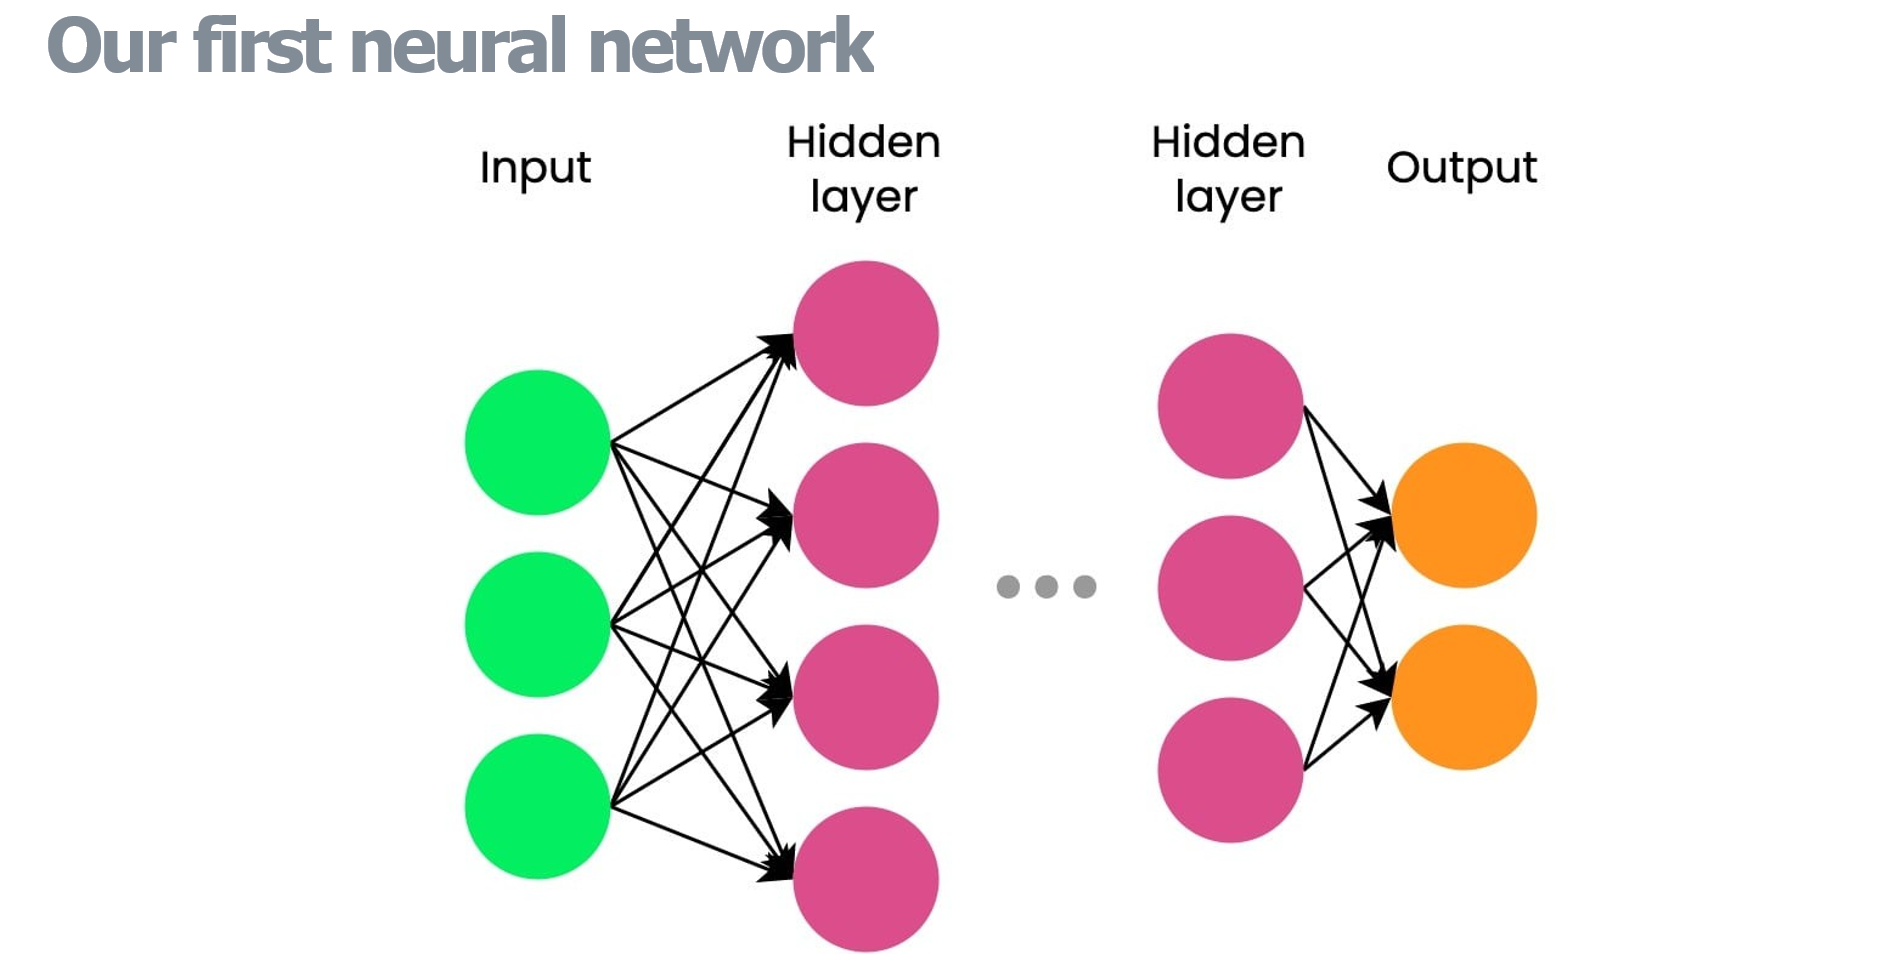 Our first neural network
Input
Hidden
layer
Hidden
layer
Output